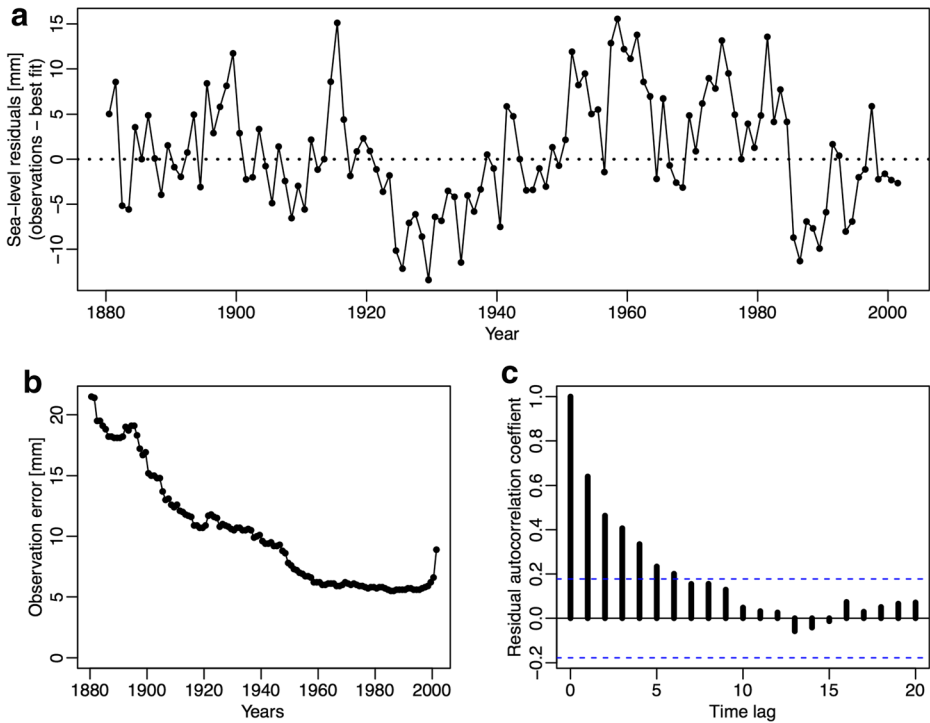 a
Sea-level residuals [mm]
(observations − best fit)
15
10
5
0
−5
−10
1880 1900 1920 1940 1960 1980 2000
Year
b
Observation error [mm]
20
15
10
5
0
1880 1900 1920 1940 1960 1980 2000
Years
c
Residual autocorrelation coeffient
1.0
0.8
0.6
0.4
0.2
0.0
−0.2
0 5 10 15 20
Time lag